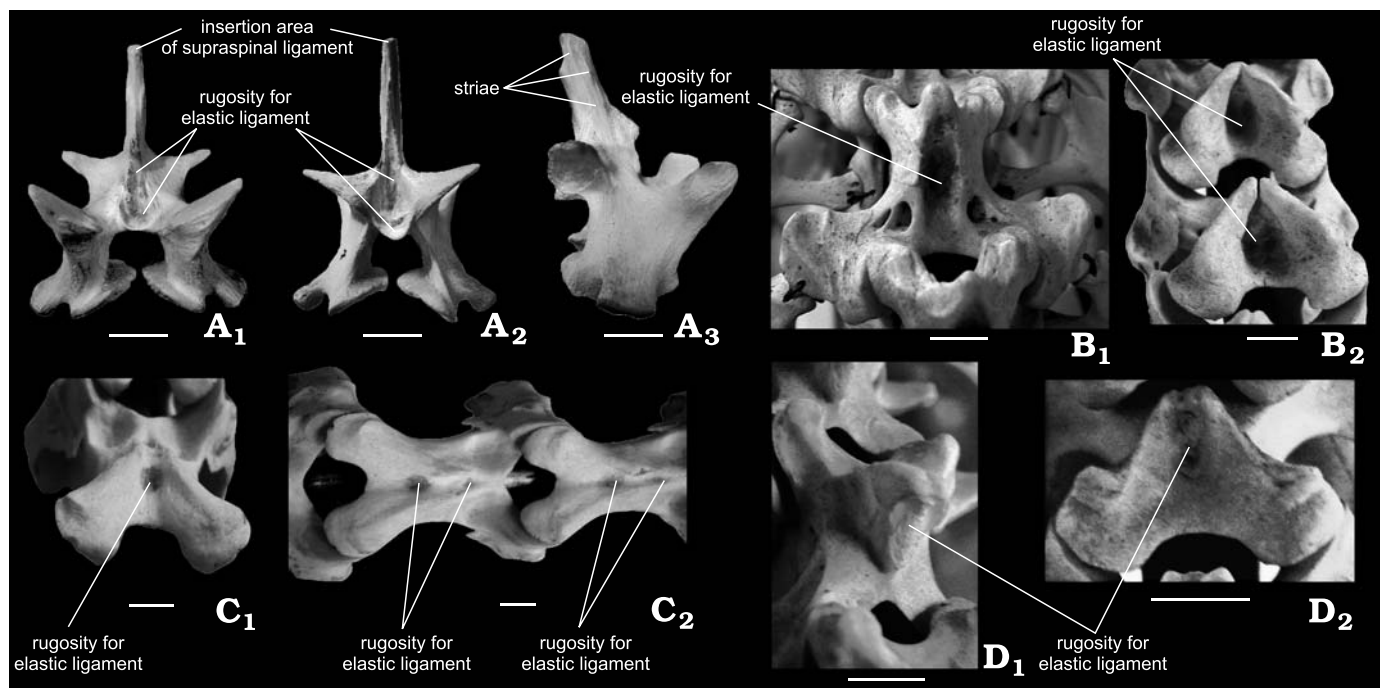 insertion area
of supraspinal ligament
rugosity for
elastic ligament
striae
rugosity for
elastic ligament
rugosity for
elastic ligament
A1
A2
A3
B1
B2
C1
C2
D1
D2
rugosity for
elastic ligament
rugosity for
elastic ligament
rugosity for
elastic ligament
rugosity for
elastic ligament